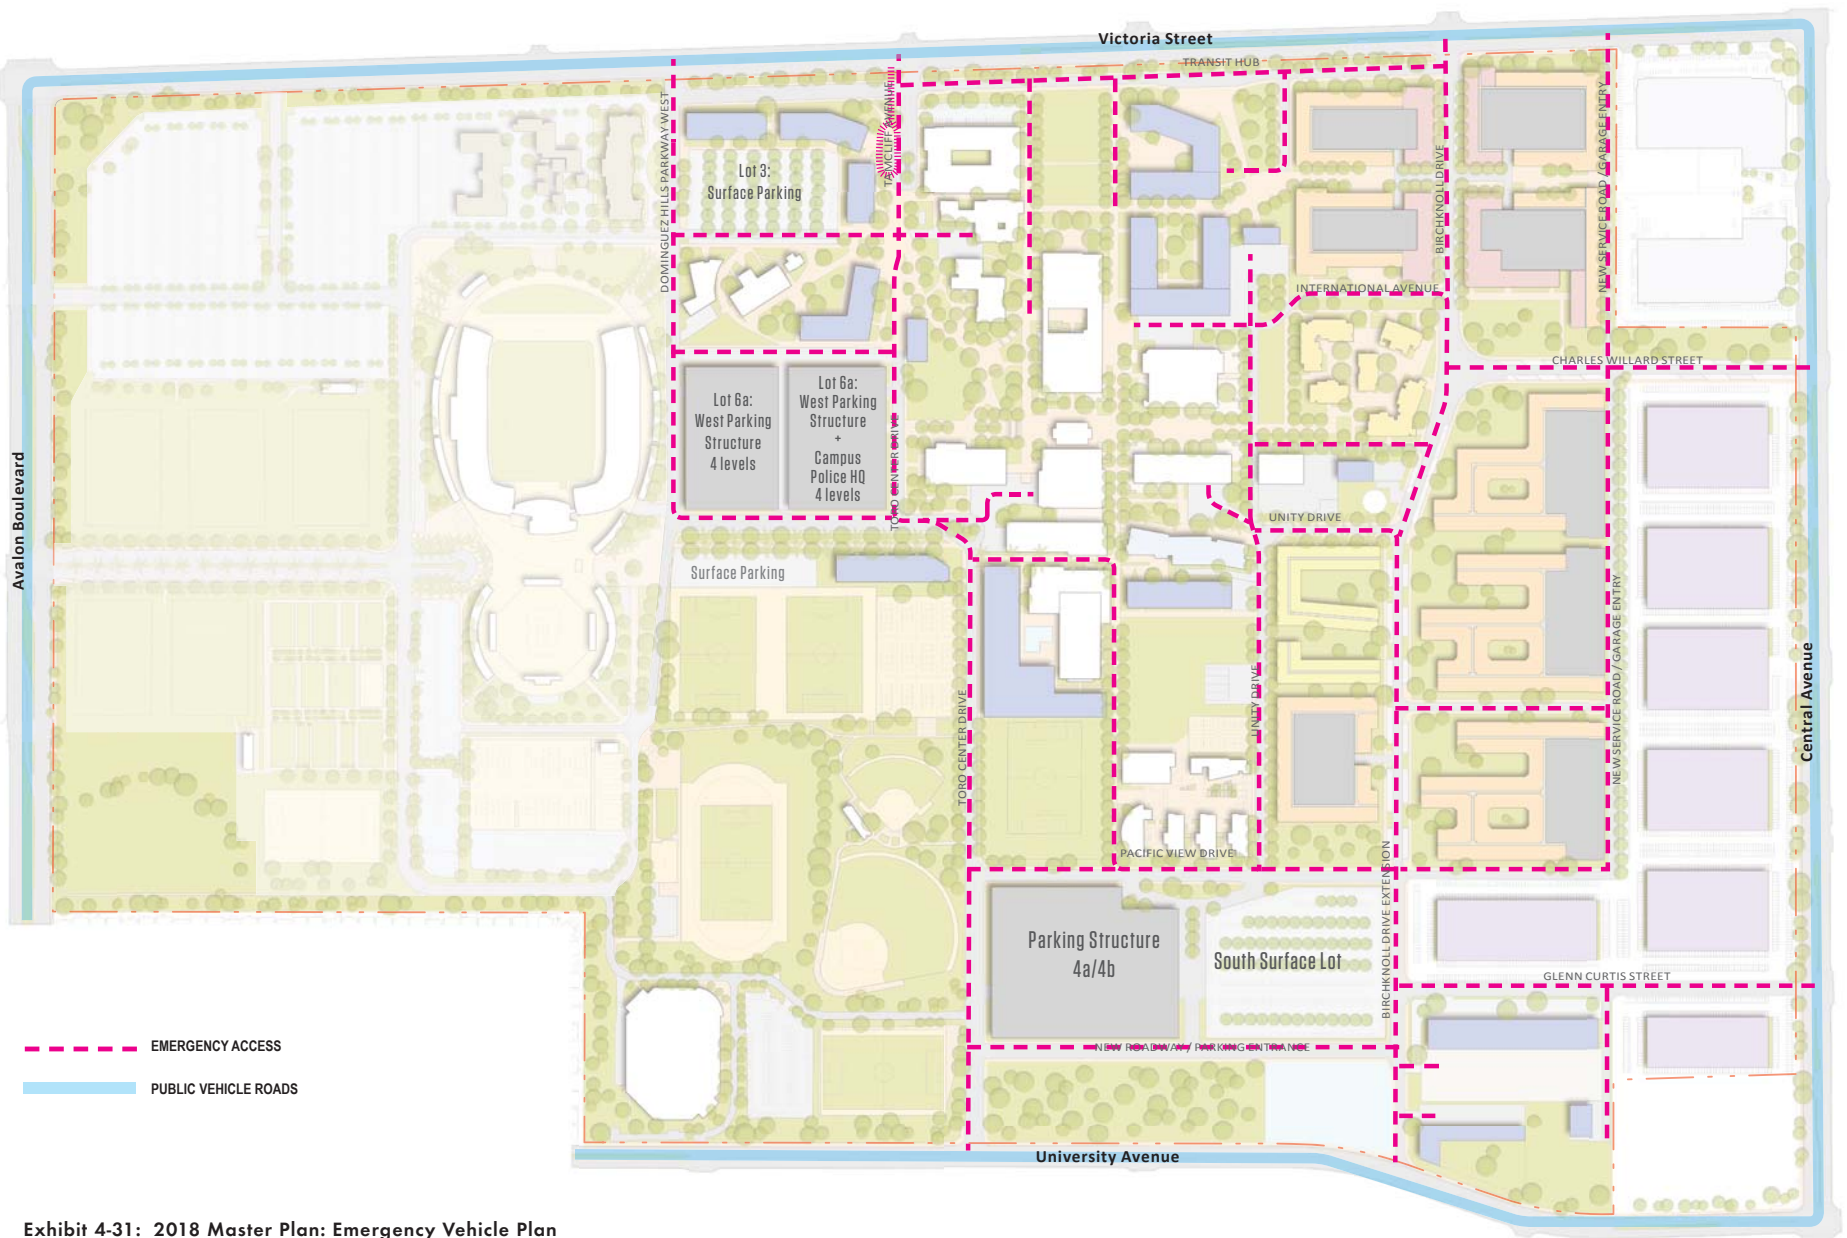 Victoria Street
TRANSIT HUB
DOMINGUEZ HILLS PARKWAY WEST
TAMCLIFF AVENUE
Lot 3:
Surface Parking
BIRCHKNOLL DRIVE
NEW SERVICE ROAD / GARAGE ENTRY
INTERNATIONAL AVENUE
CHARLES WILLARD STREET
Lot 6a:
West Parking
Structure
4 levels
Lot 6a:
West Parking
Structure
+
Campus
Police HQ
4 levels
TORO CENTER DRIVE
Avalon Boulevard
UNITY DRIVE
Surface Parking
NEW SERVICE ROAD / GARAGE ENTRY
Central Avenue
UNITY DRIVE
TORO CENTER DRIVE
PACIFIC VIEW DRIVE
BIRCHKNOLL DRIVE EXTENSION
Parking Structure
4a/4b
South Surface Lot
GLENN CURTIS STREET
NEW ROADWAY / PARKING ENTRANCE
EMERGENCY ACCESS
PUBLIC VEHICLE ROADS
University Avenue
Exhibit 4-31: 2018 Master Plan: Emergency Vehicle Plan